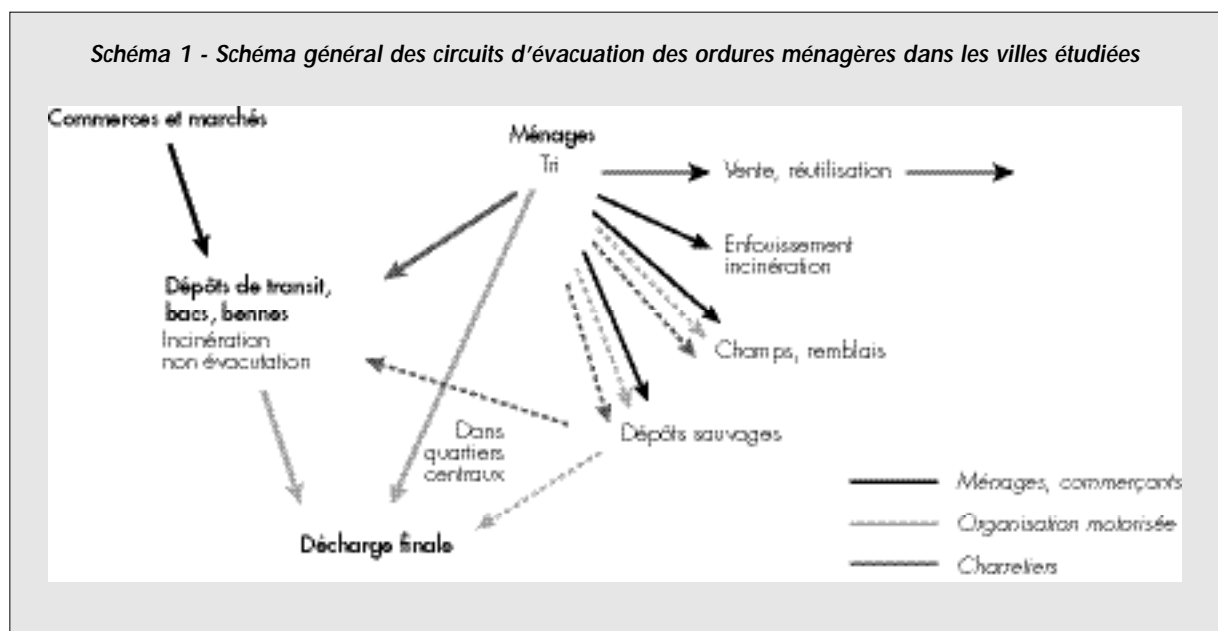 Schéma 1 - Schéma général des circuits d'évacuation des ordures ménagères dans les villes étudiées
Commerces et marchés
Ménages
Tri
Vente, réutilisation
Enfouissement
incinération
Dépôts de transit,
bacs, bennes
Incinération
non évacutation
Champs, remblais
Dans
quartiers
centraux
Dépôts sauvages
Décharge finale
Ménages, commerçants
Organisation motorisée
Charretiers